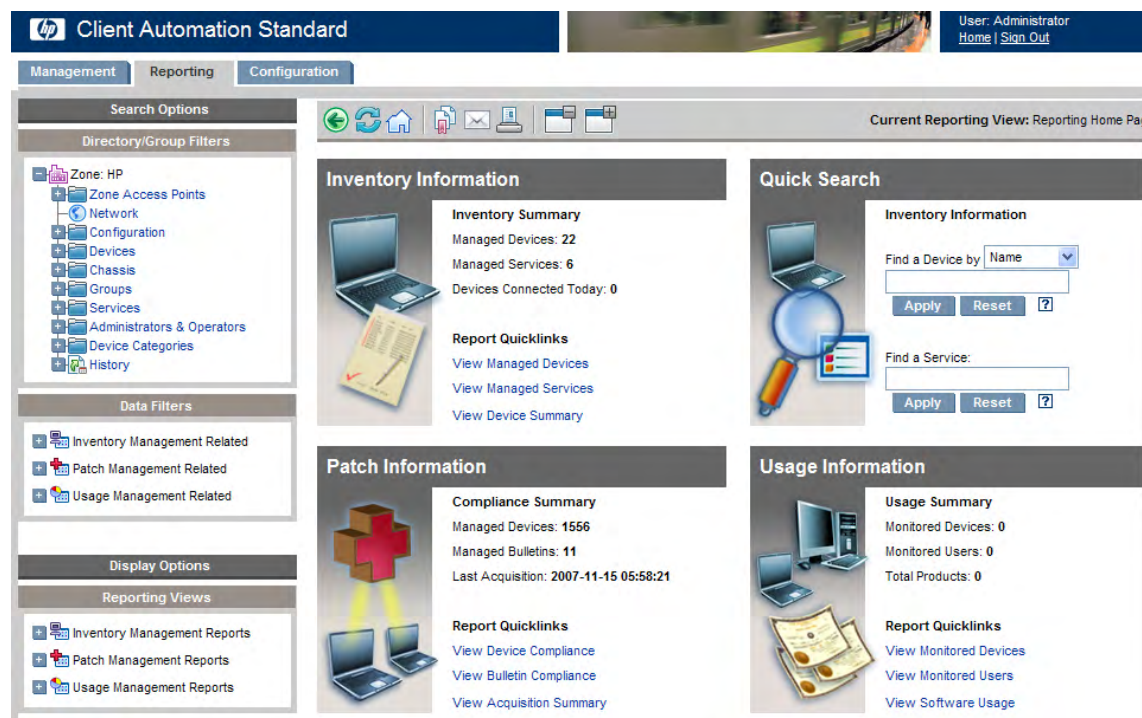 hp Client Automation Standard
User: Administrator
Home | Sign Out
Management Reporting Configuration
Search Options
Directory/Group Filters
Zone: HP
Zone Access Points
Network
Configuration
Devices
Chassis
Groups
Services
Administrators & Operators
Device Categories
History
Data Filters
Inventory Management Related
Patch Management Related
Usage Management Related
Display Options
Reporting Views
Inventory Management Reports
Patch Management Reports
Usage Management Reports
Current Reporting View: Reporting Home Pa
Inventory Information
Inventory Summary
Managed Devices: 22
Managed Services: 6
Devices Connected Today: 0
Report Quicklinks
View Managed Devices
View Managed Services
View Device Summary
Quick Search
Inventory Information
Find a Device by Name
Apply Reset ?
Find a Service:
Apply Reset ?
Patch Information
Compliance Summary
Managed Devices: 1556
Managed Bulletins: 11
Last Acquisition: 2007-11-15 05:58:21
Report Quicklinks
View Device Compliance
View Bulletin Compliance
View Acquisition Summary
Usage Information
Usage Summary
Monitored Devices: 0
Monitored Users: 0
Total Products: 0
Report Quicklinks
View Monitored Devices
View Monitored Users
View Software Usage